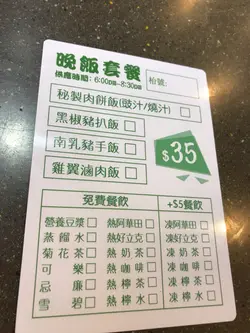 晚飯套餐 枱號:
供應時間:6:00PM-8:30PM
秘製肉餅飯(豉汁/燒汁)
黑椒豬扒飯
南乳豬手飯
雞翼滷肉飯
$35
免費餐飲 +$5餐飲
營養豆漿 熱阿華田 凍阿華田
蒸餾水 熱好立克 凍好立克
菊花茶 熱奶茶 凍奶茶
可樂 熱咖啡 凍咖啡
忌廉 熱檸茶 凍檸茶
雪碧 熱檸水 凍檸水